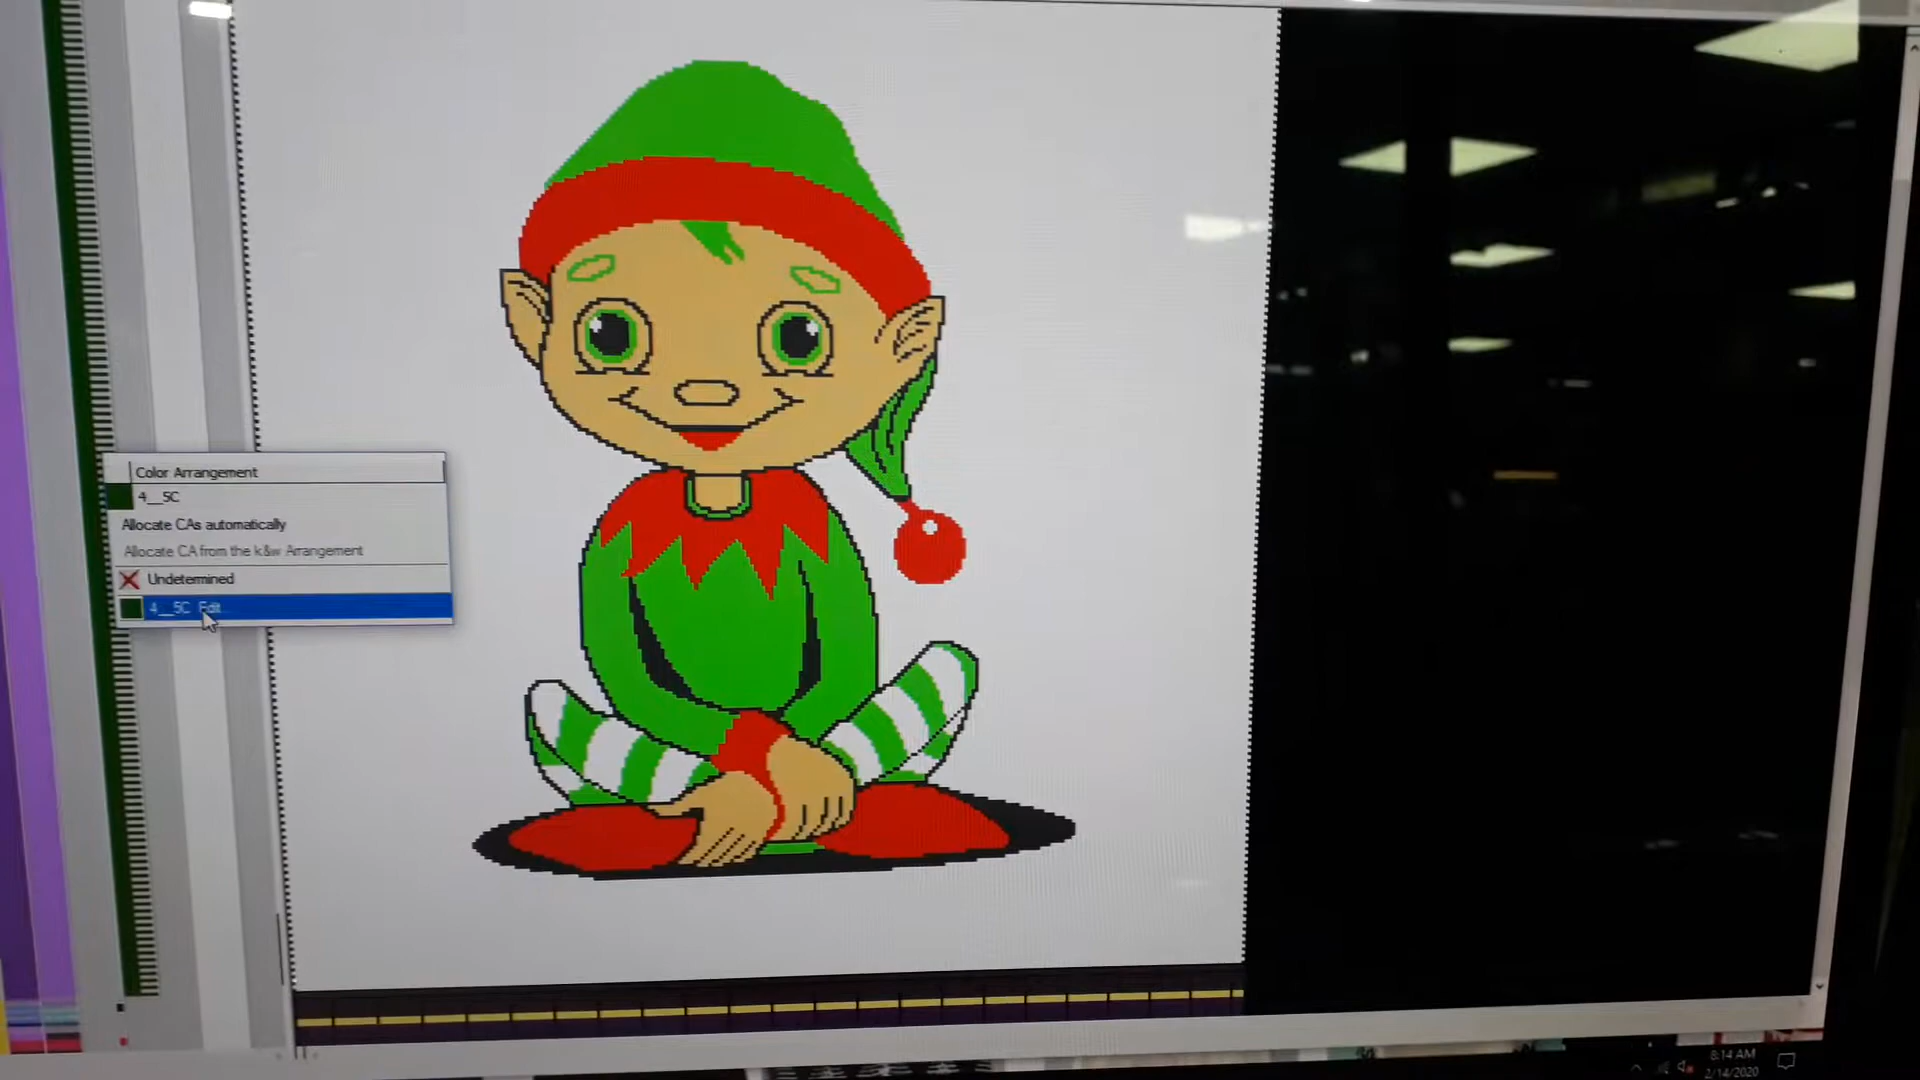 Color Arrangement
4__5C
Allocate CAs automatically
Allocate CA from the k&w Arrangement
Undetermined
4__5C Edit...
8:14 AM
2/14/2020